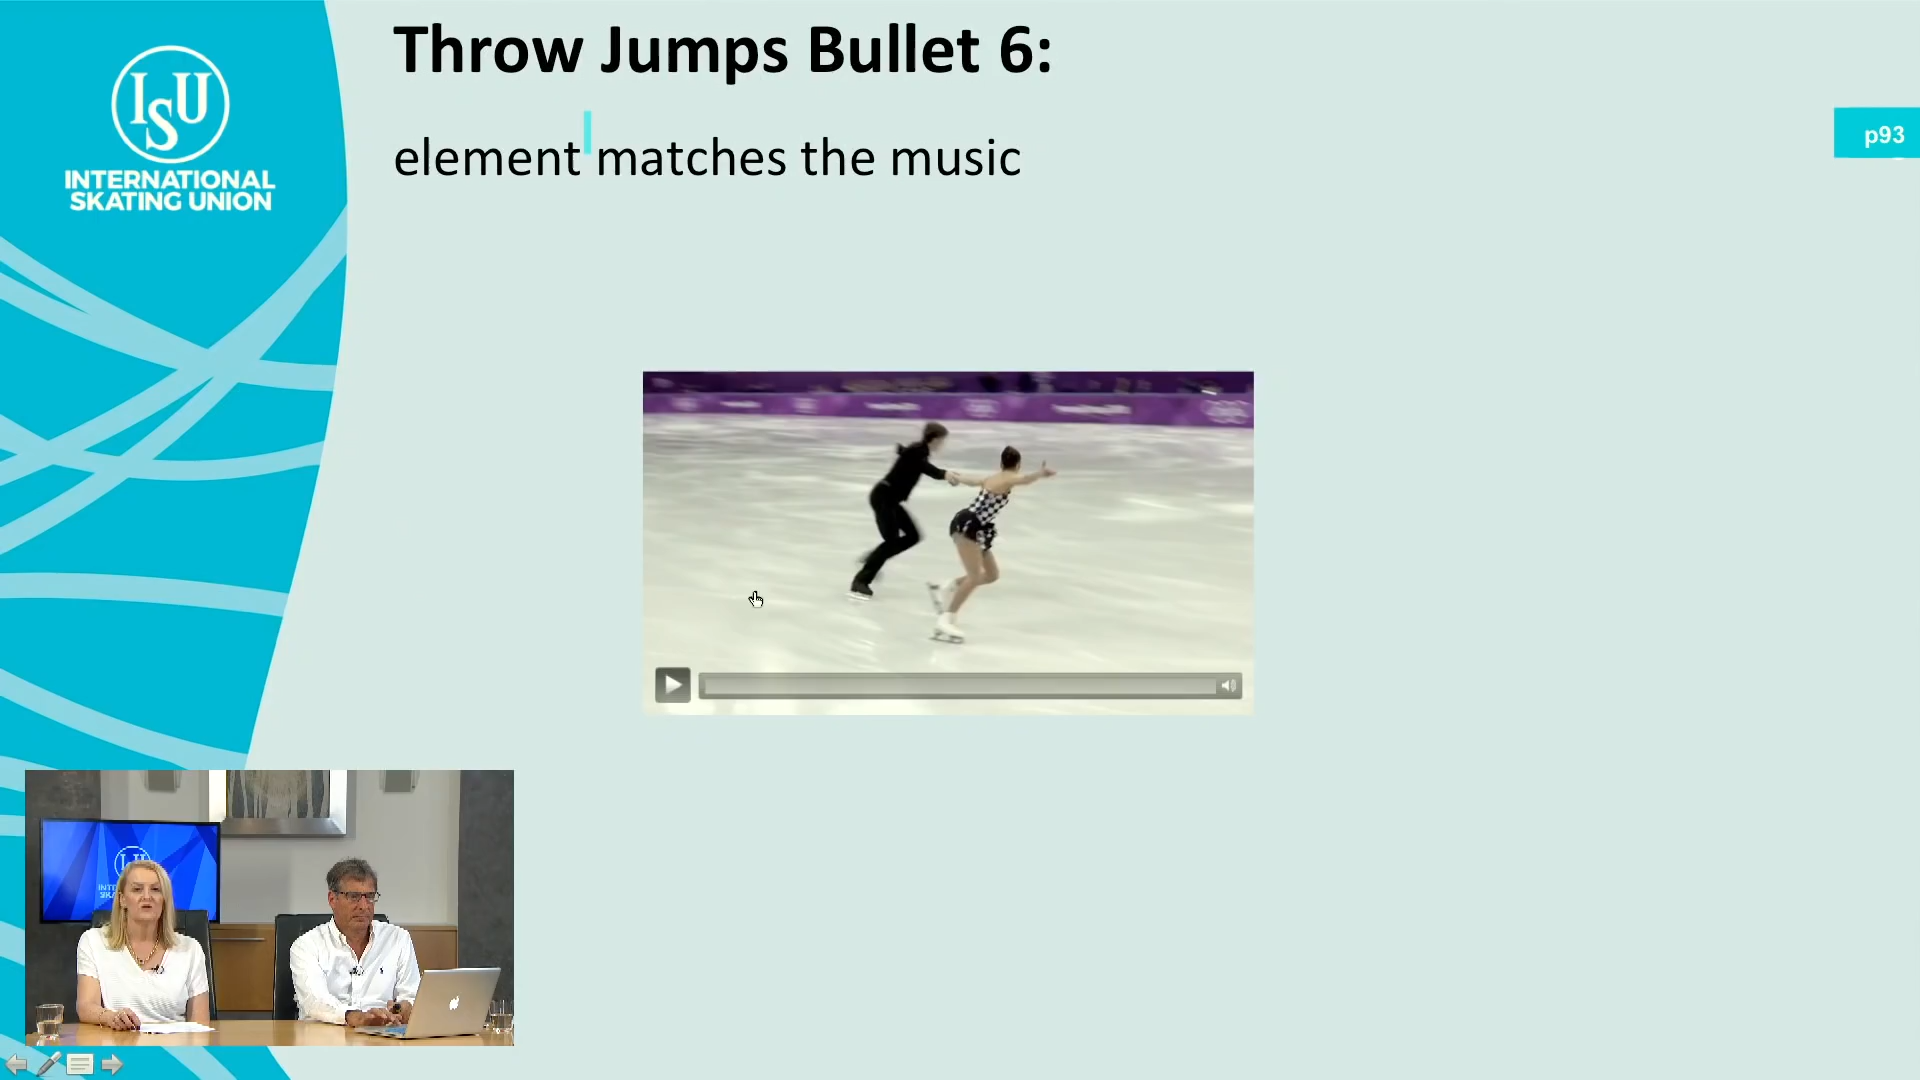 Throw Jumps Bullet 6:
element matches the music
p93
ISU
INTERNATIONAL
SKATING UNION